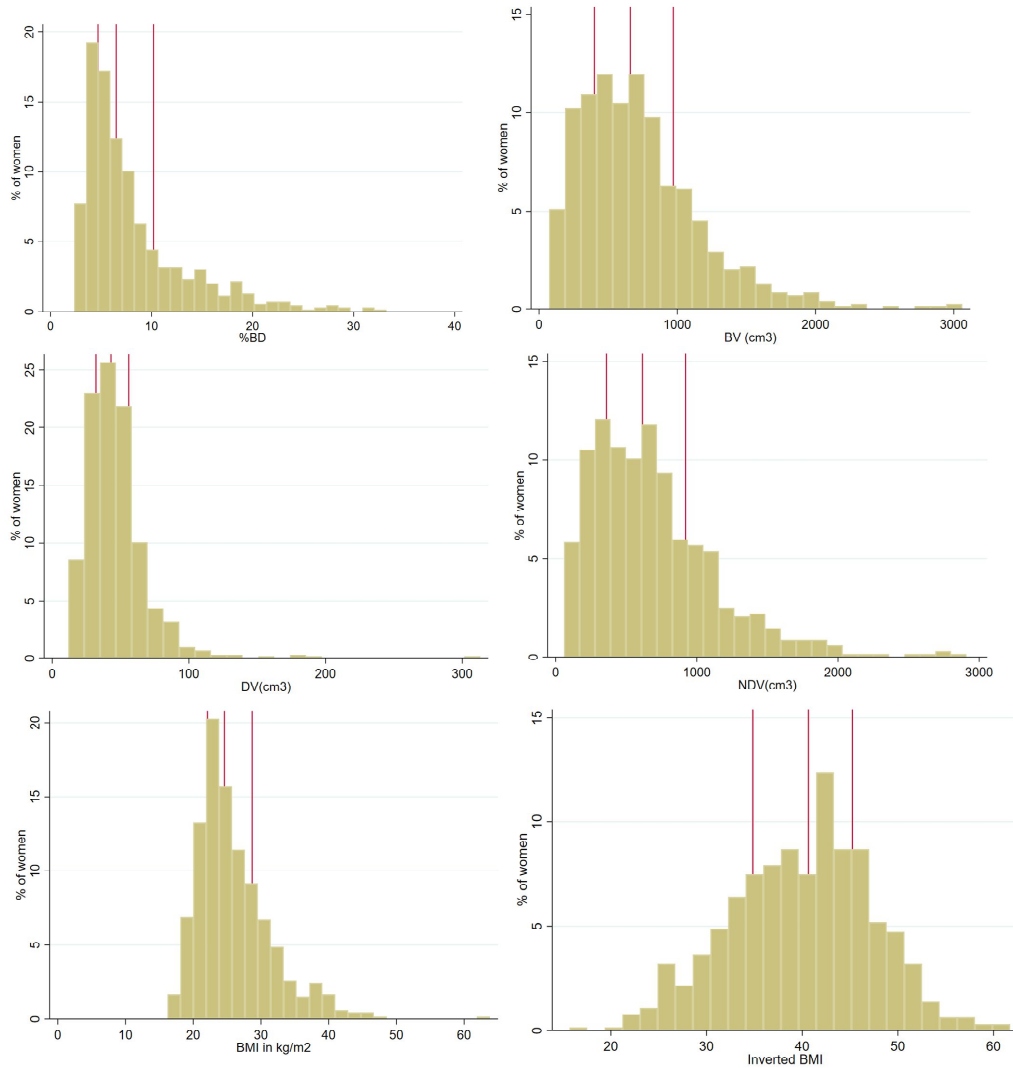 % of women
20
15
10
5
0
0 10 20 30 40
%BD
% of women
15
10
5
0
0 1000 2000 3000
BV (cm3)
% of women
25
20
15
10
5
0
0 100 200 300
DV(cm3)
% of women
15
10
5
0
0 1000 2000 3000
NDV(cm3)
% of women
20
15
10
5
0
0 10 20 30 40 50 60
BMI in kg/m2
% of women
15
10
5
0
20 30 40 50 60
Inverted BMI